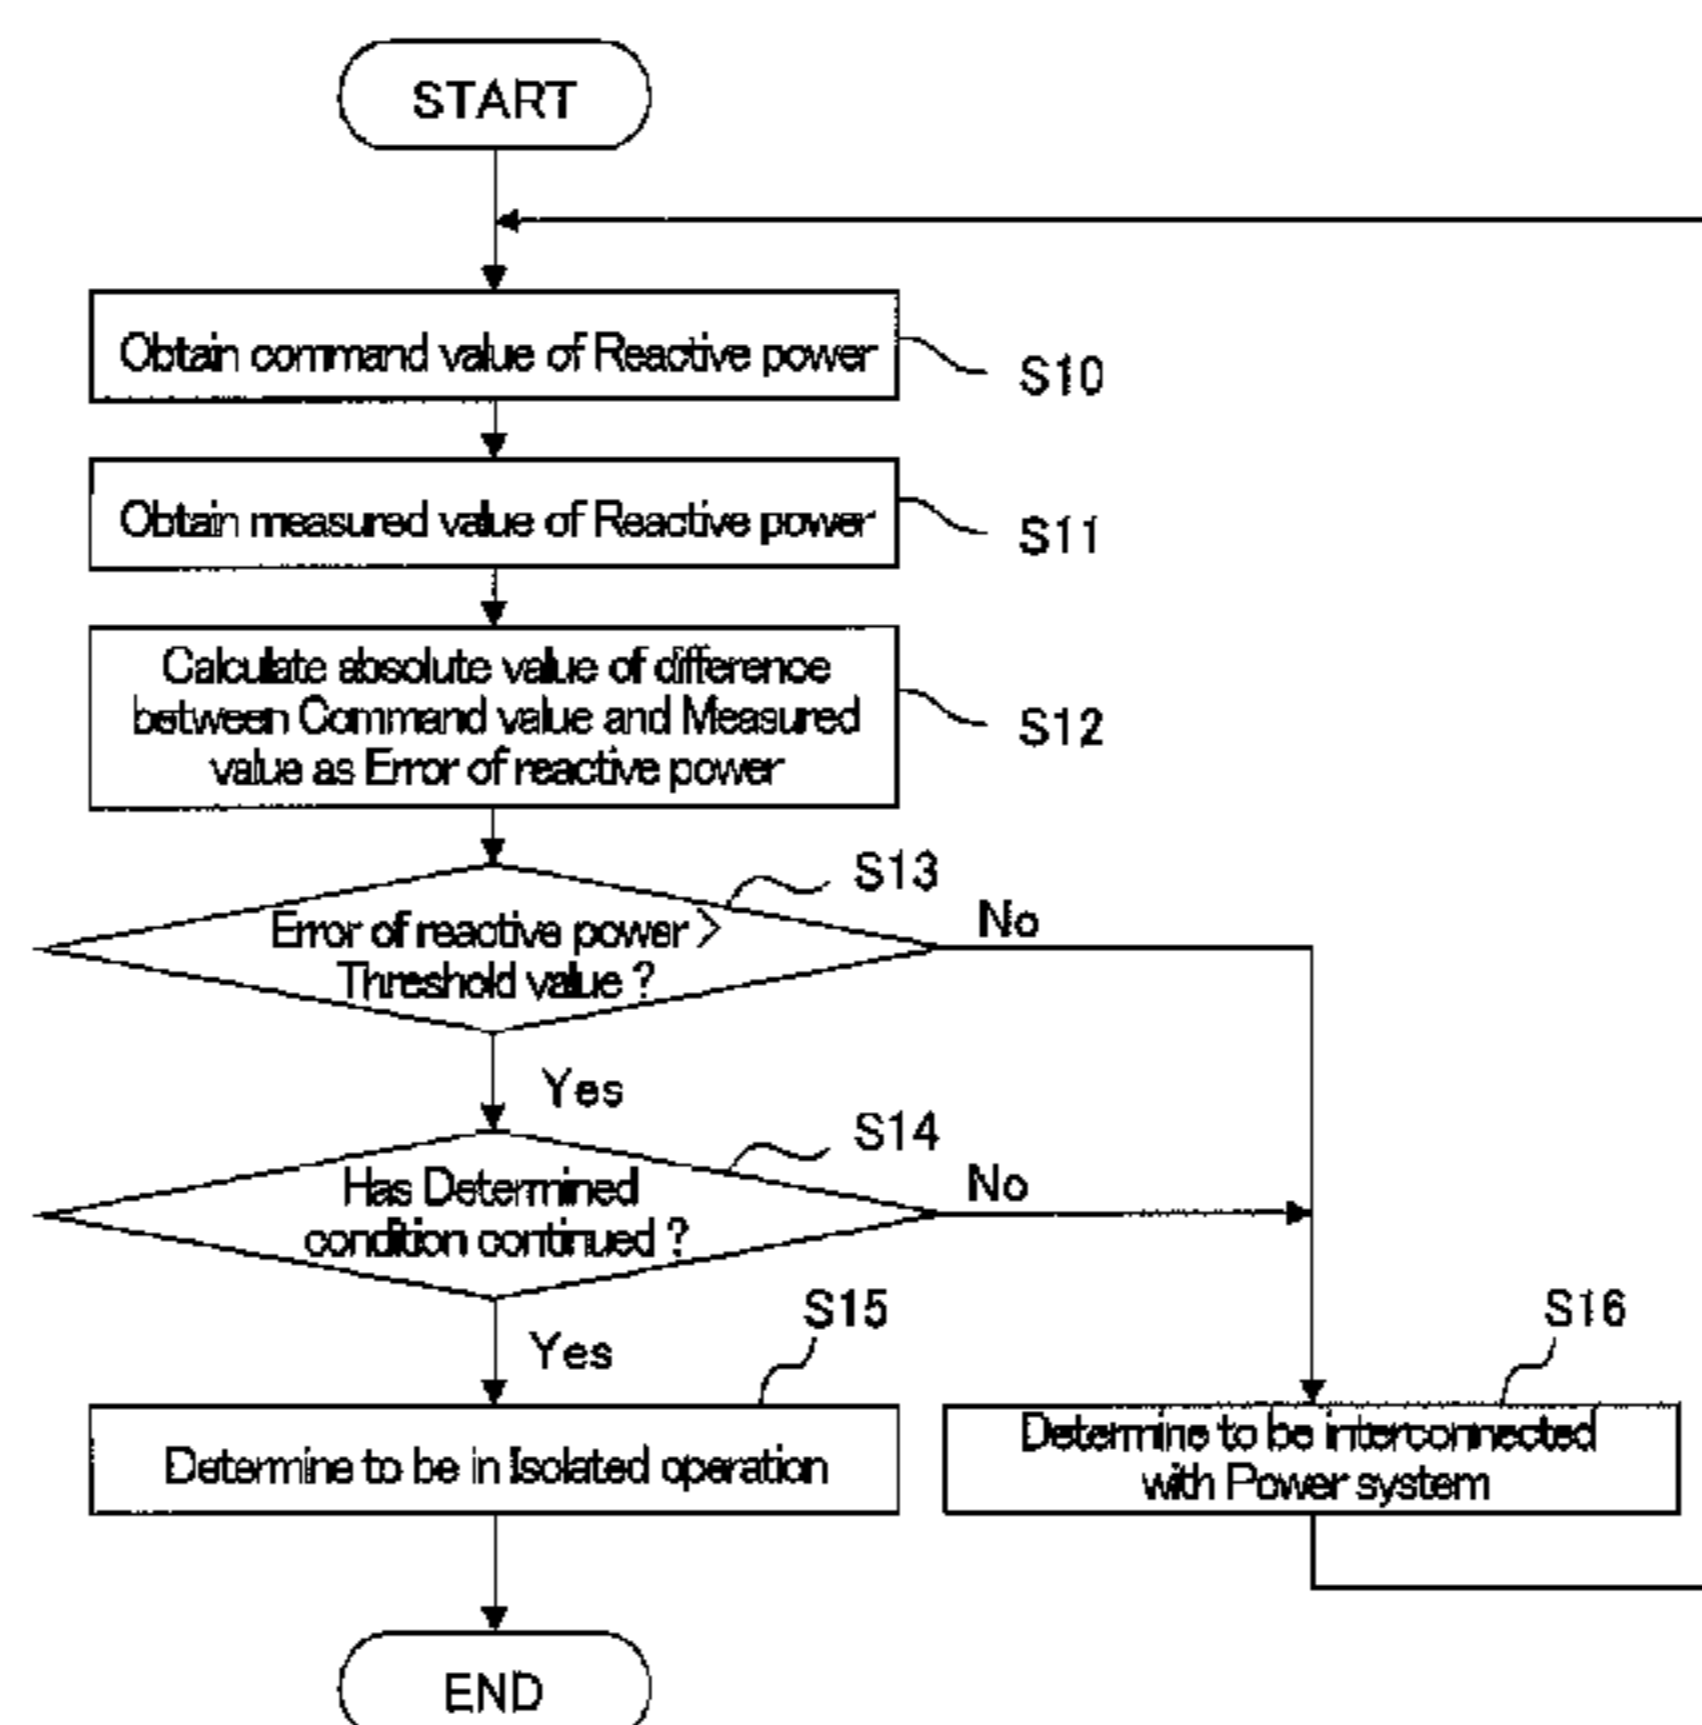 START
Obtain command value of Reactive power
S10
Obtain measured value of Reactive power
S11
Calculate absolute value of difference
between Command value and Measured
value as Error of reactive power
S12
S13
Error of reactive power >
Threshold value ?
No
Yes
S14
Has Determined
condition continued ?
No
Yes
S15
Determine to be in Isolated operation
S16
Determine to be interconnected
with Power system
END